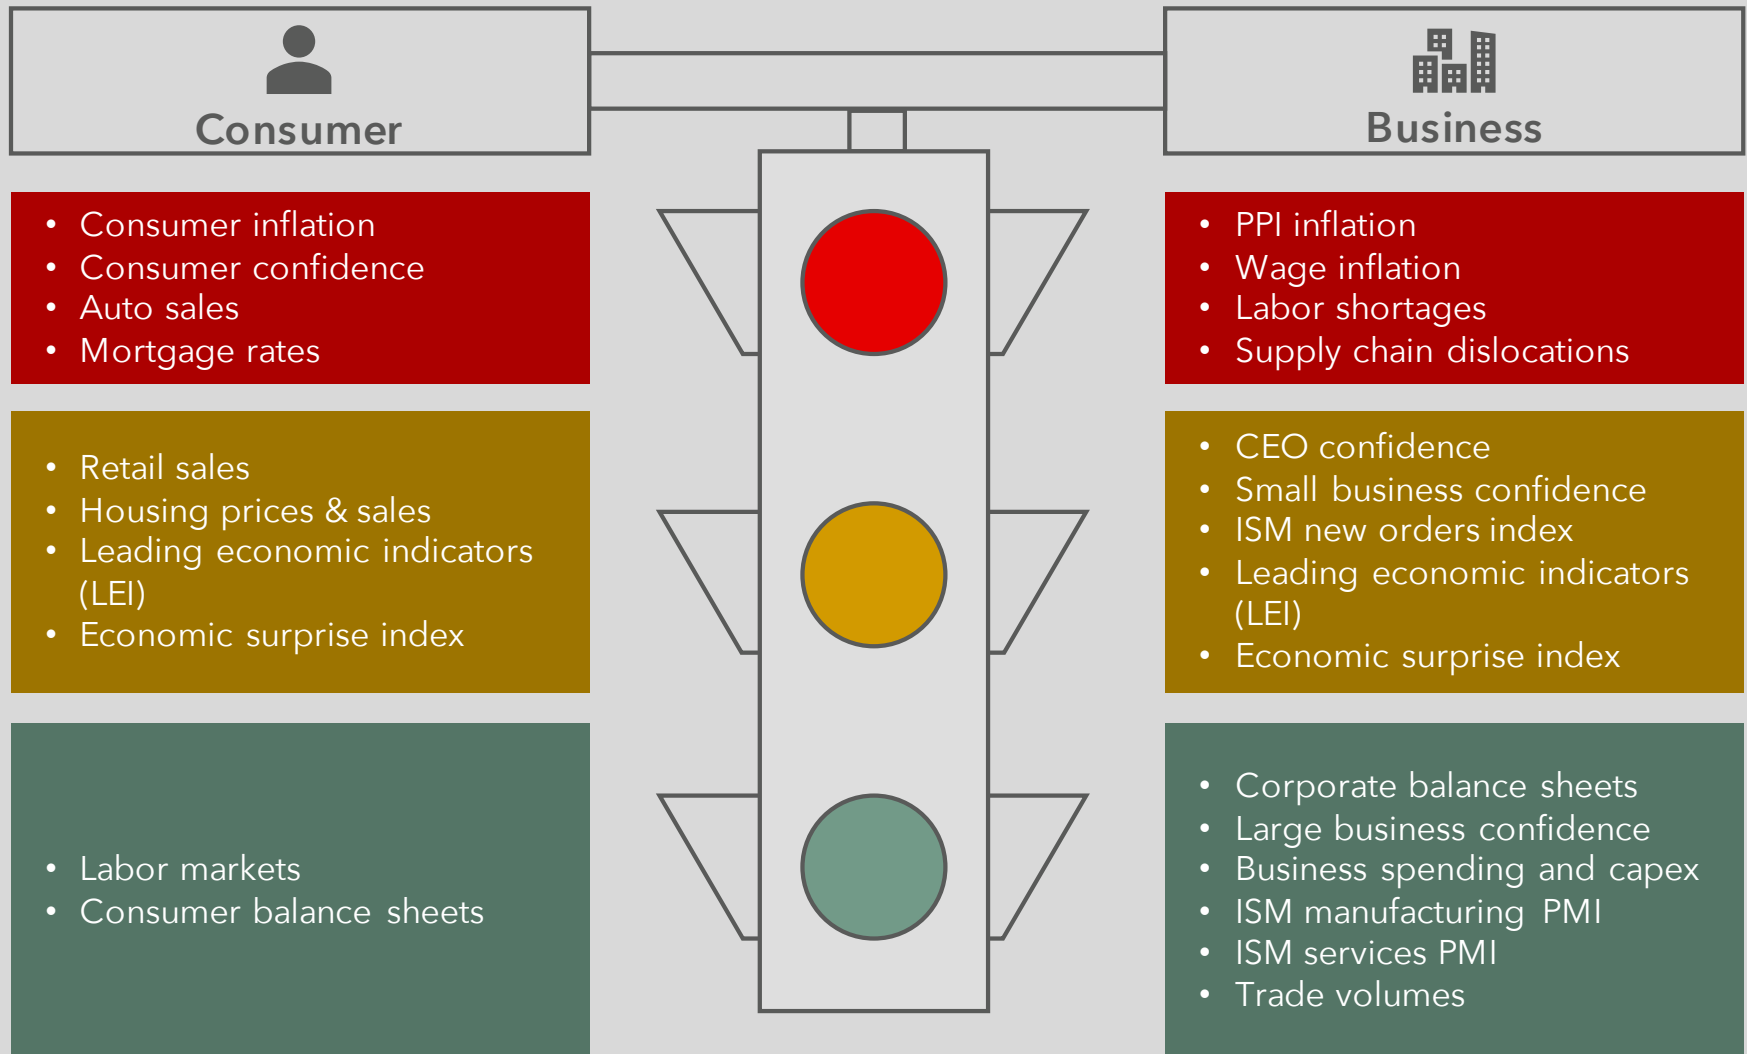 Consumer
• Consumer inflation
• Consumer confidence
• Auto sales
• Mortgage rates
• Retail sales
• Housing prices & sales
• Leading economic indicators
(LEI)
• Economic surprise index
• Labor markets
• Consumer balance sheets
Business
• PPI inflation
• Wage inflation
• Labor shortages
• Supply chain dislocations
• CEO confidence
• Small business confidence
• ISM new orders index
• Leading economic indicators
(LEI)
• Economic surprise index
• Corporate balance sheets
• Large business confidence
• Business spending and capex
• ISM manufacturing PMI
• ISM services PMI
• Trade volumes